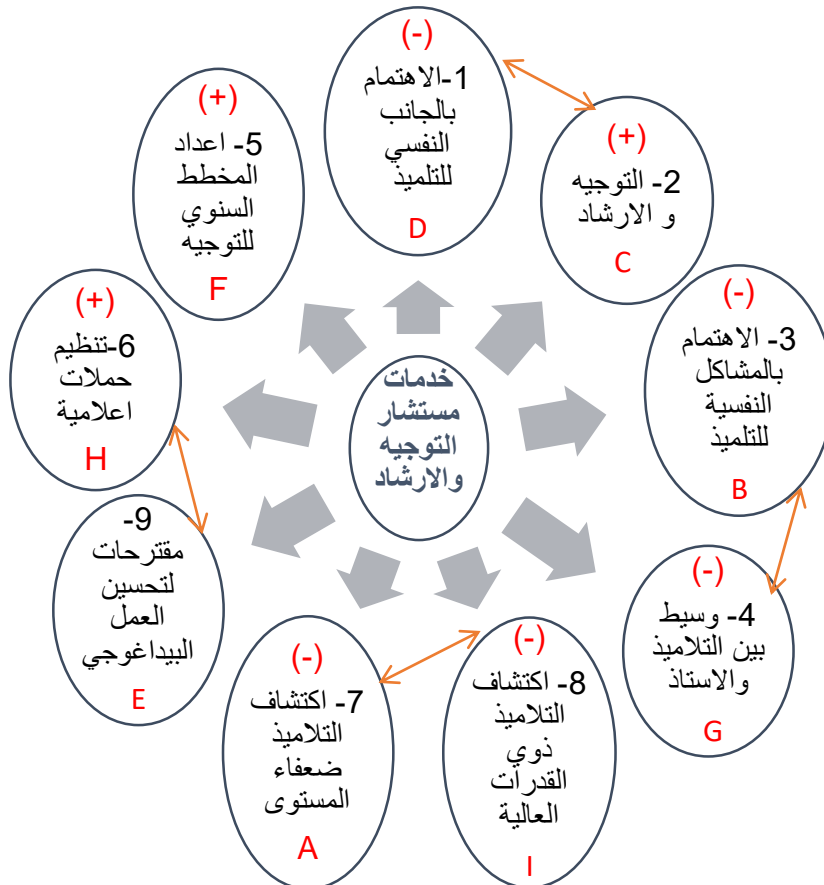 (-)
1-الاهتمام
بالجانب
النفسي
للتلميذ
D
(+)
2- التوجيه
و الارشاد
C
(-)
3- الاهتمام
بالمشاكل
النفسية
للتلميذ
B
(-)
4- وسيط
بين التلاميذ
والاستاذ
G
(+)
5- اعداد
المخطط
السنوي
للتوجيه
F
(+)
6-تنظيم
حملات
اعلامية
H
(-)
7- اكتشاف
التلاميذ
ضعفاء
المستوى
A
(-)
8- اكتشاف
التلاميذ
ذوي
القدرات
العالية
I
9-
مقترحات
لتحسين
العمل
البيداغوجي
E
خدمات
مستشار
التوجيه
والارشاد